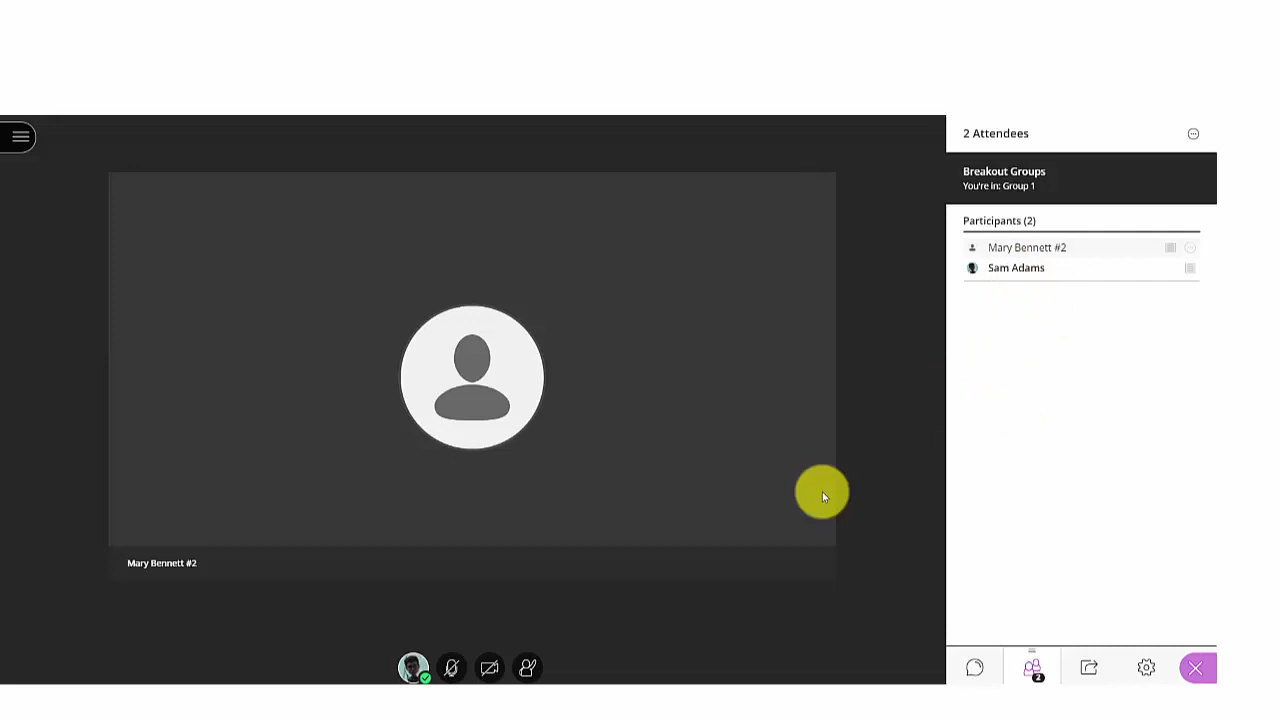 2 Attendees
Breakout Groups
You're in: Group 1
Participants (2)
Mary Bennett #2
Sam Adams
Mary Bennett #2
2